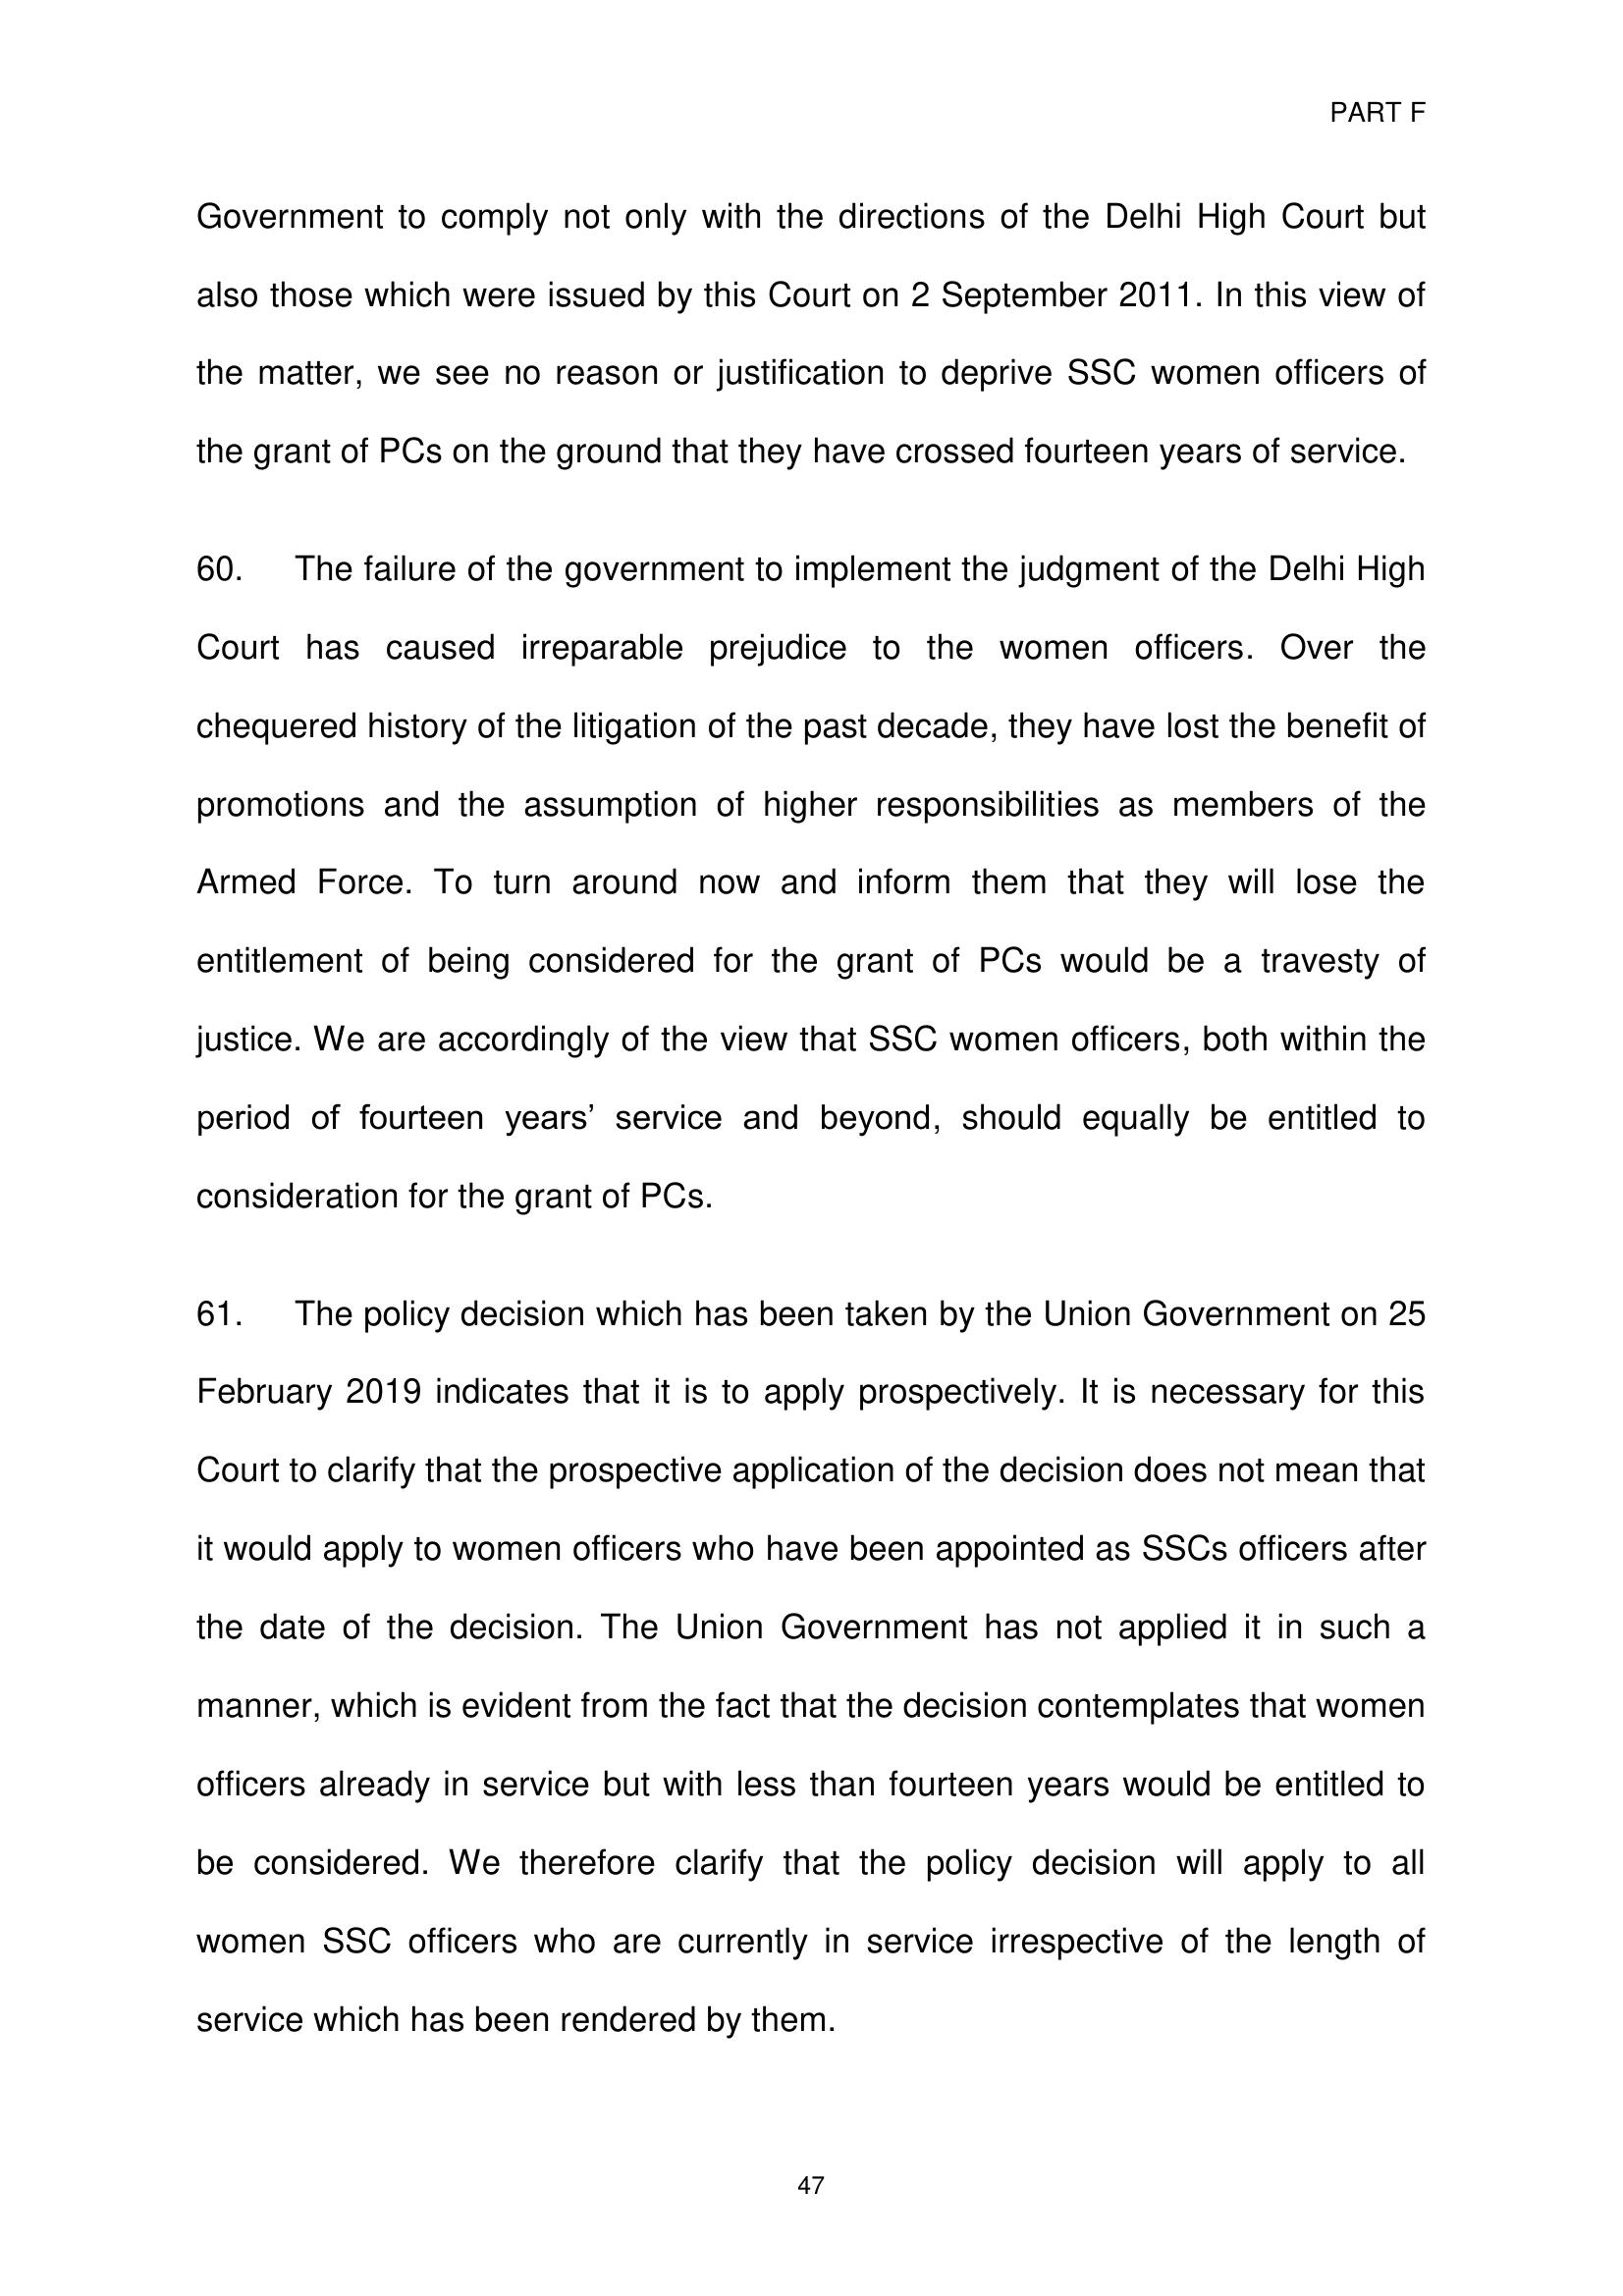 PART F
Government to comply not only with the directions of the Delhi High Court but
also those which were issued by this Court on 2 September 2011. In this view of
the matter, we see no reason or justification to deprive SSC women officers of
the grant of PCs on the ground that they have crossed fourteen years of service.
60. The failure of the government to implement the judgment of the Delhi High
Court has caused irreparable prejudice to the women officers. Over the
chequered history of the litigation of the past decade, they have lost the benefit of
promotions and the assumption of higher responsibilities as members of the
Armed Force. To turn around now and inform them that they will lose the
entitlement of being considered for the grant of PCs would be a travesty of
justice. We are accordingly of the view that SSC women officers, both within the
period of fourteen years’ service and beyond, should equally be entitled to
consideration for the grant of PCs.
61. The policy decision which has been taken by the Union Government on 25
February 2019 indicates that it is to apply prospectively. It is necessary for this
Court to clarify that the prospective application of the decision does not mean that
it would apply to women officers who have been appointed as SSCs officers after
the date of the decision. The Union Government has not applied it in such a
manner, which is evident from the fact that the decision contemplates that women
officers already in service but with less than fourteen years would be entitled to
be considered. We therefore clarify that the policy decision will apply to all
women SSC officers who are currently in service irrespective of the length of
service which has been rendered by them.
47